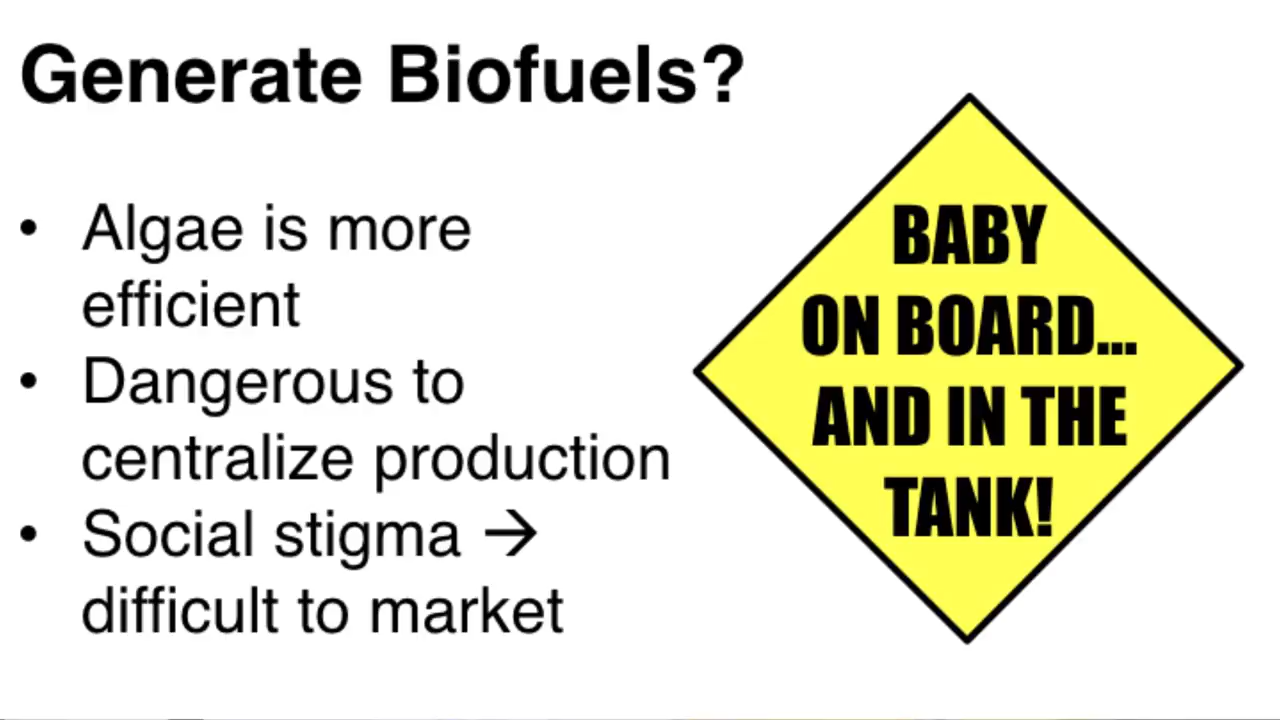 Generate Biofuels?
• Algae is more
efficient
• Dangerous to
centralize production
• Social stigma →
difficult to market
BABY
ON BOARD...
AND IN THE
TANK!